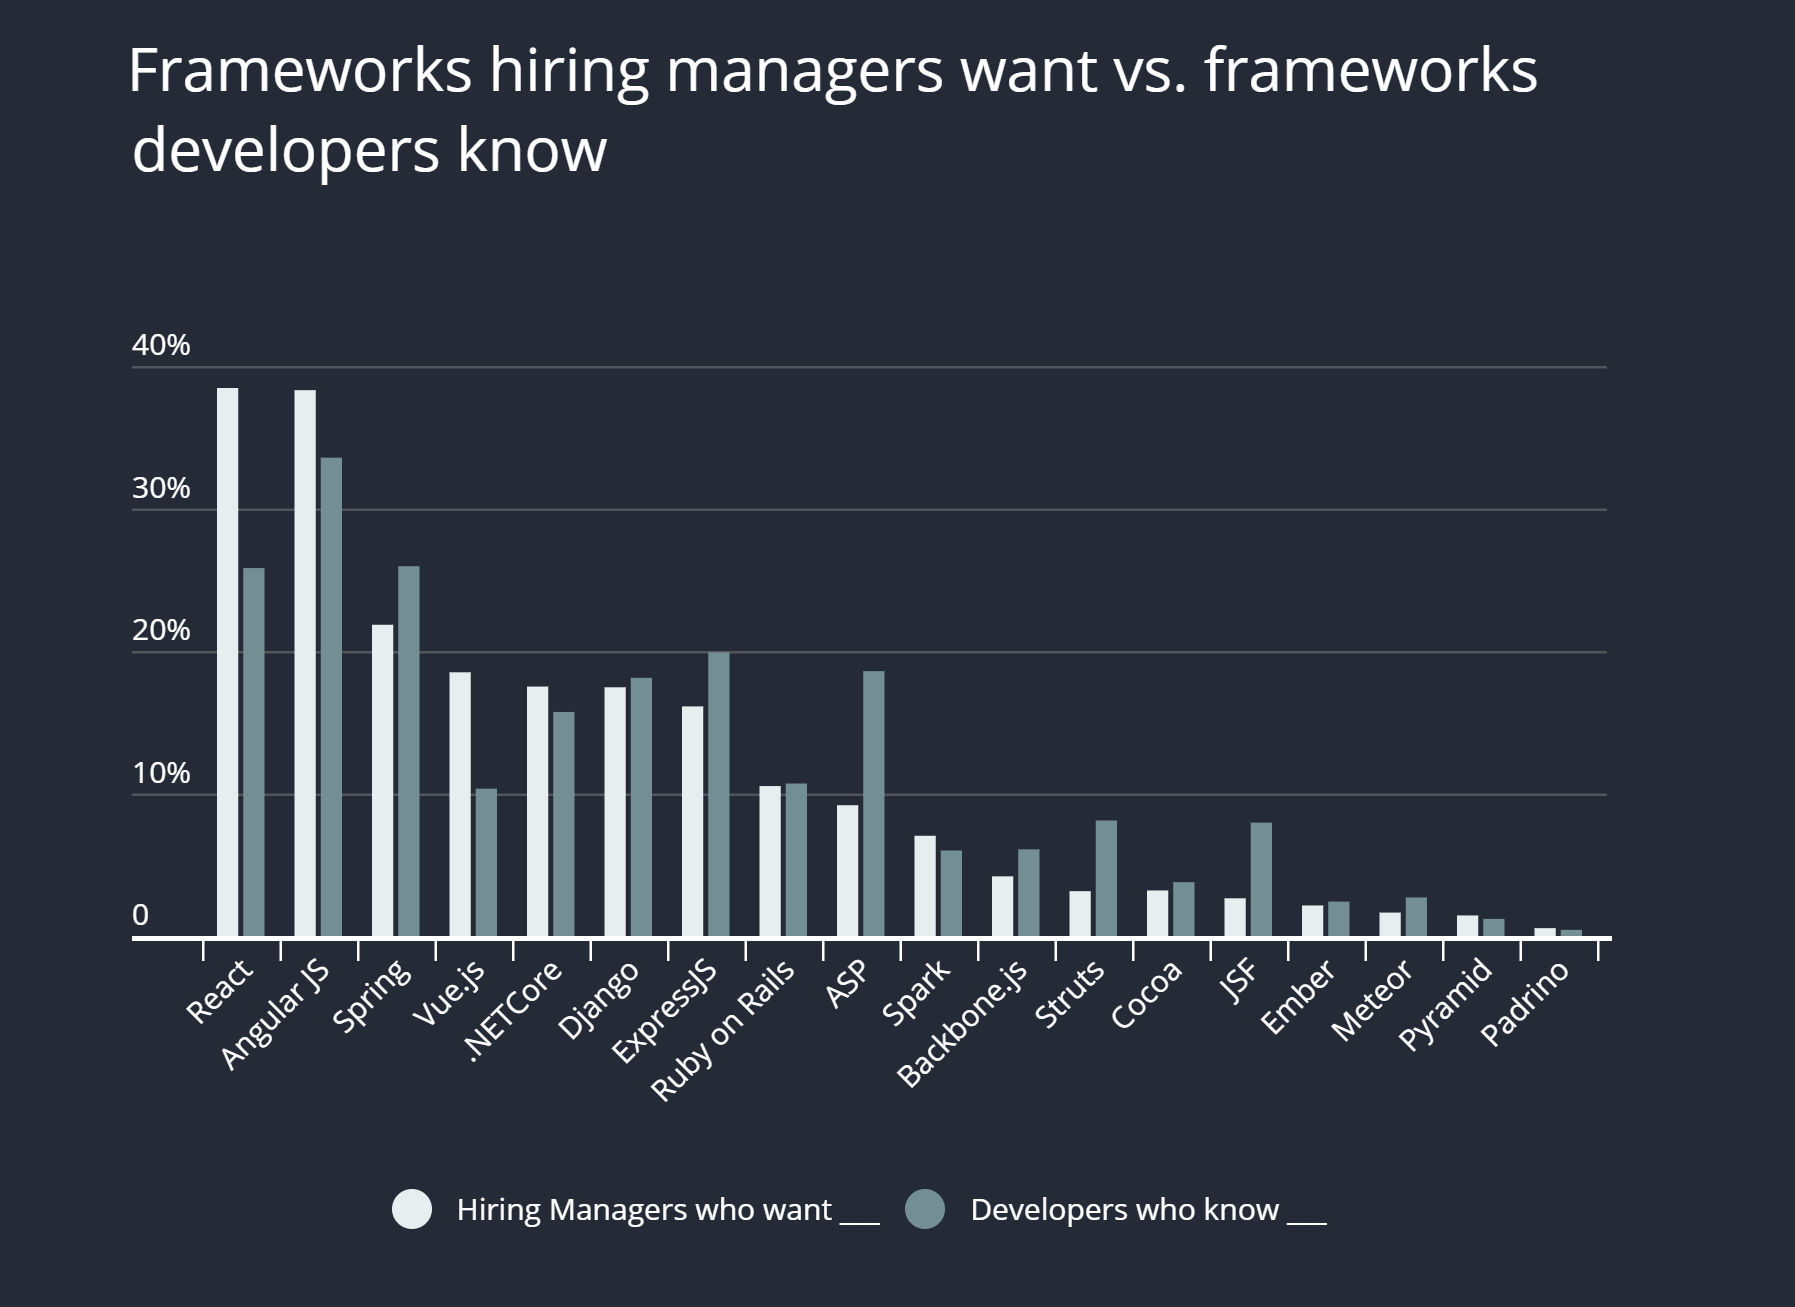 Frameworks hiring managers want vs. frameworks
developers know
40%
30%
20%
10%
0
React
Angular JS
Spring
Vue.js
.NETCore
Django
ExpressJS
Ruby on Rails
ASP
Spark
Backbone.js
Struts
Cocoa
JSF
Ember
Meteor
Pyramid
Padrino
Hiring Managers who want ___
Developers who know ___